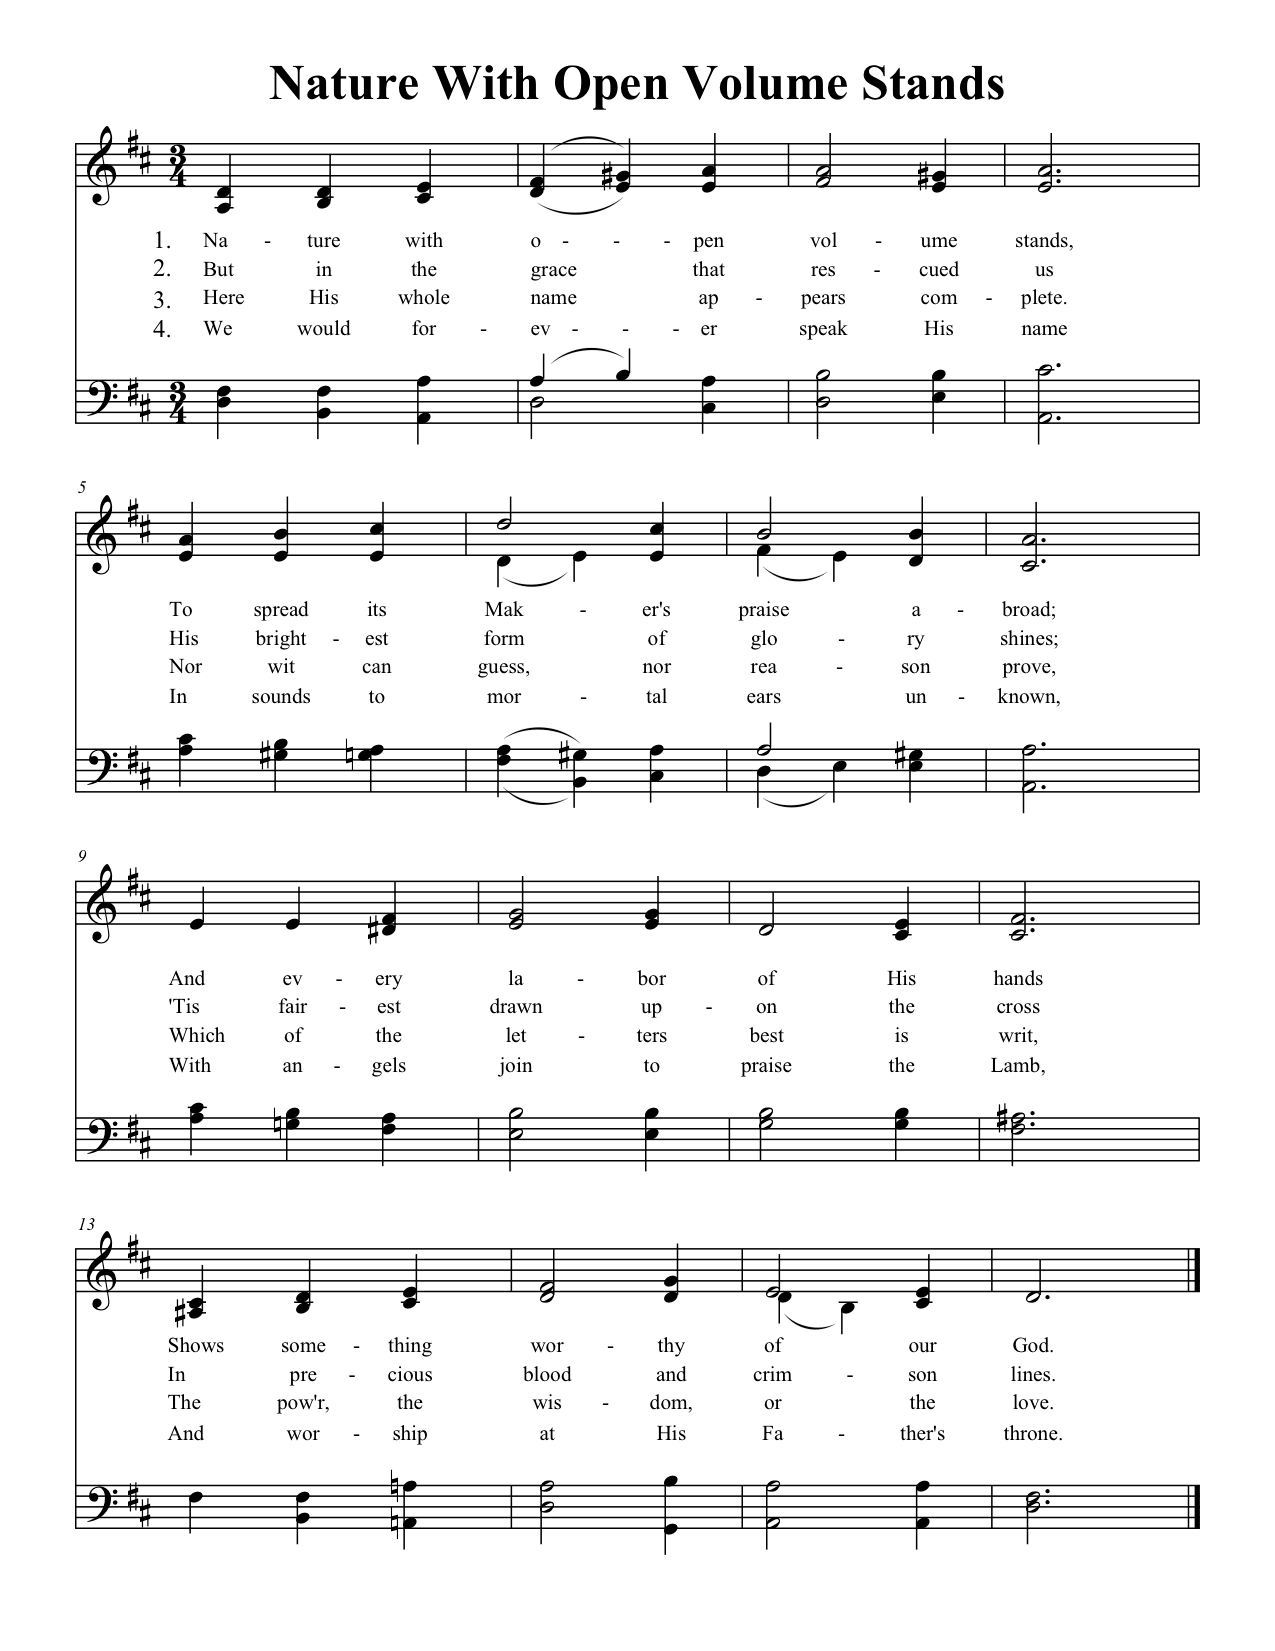 Nature With Open Volume Stands
3
4
1. Na - ture with o - - - pen vol - ume stands,
2. But in the grace that res - cued us
3. Here His whole name ap - pears com - plete.
4. We would for - ev - - - er speak His name
3
4
5
To spread its Mak - er's praise a - broad;
His bright - est form of glo - ry shines;
Nor wit can guess, nor rea - son prove,
In sounds to mor - tal ears un - known,
9
And ev - ery la - bor of His hands
'Tis fair - est drawn up - on the cross
Which of the let - ters best is writ,
With an - gels join to praise the Lamb,
13
Shows some - thing wor - thy of our God.
In pre - cious blood and crim - son lines.
The pow'r, the wis - dom, or the love.
And wor - ship at His Fa - ther's throne.